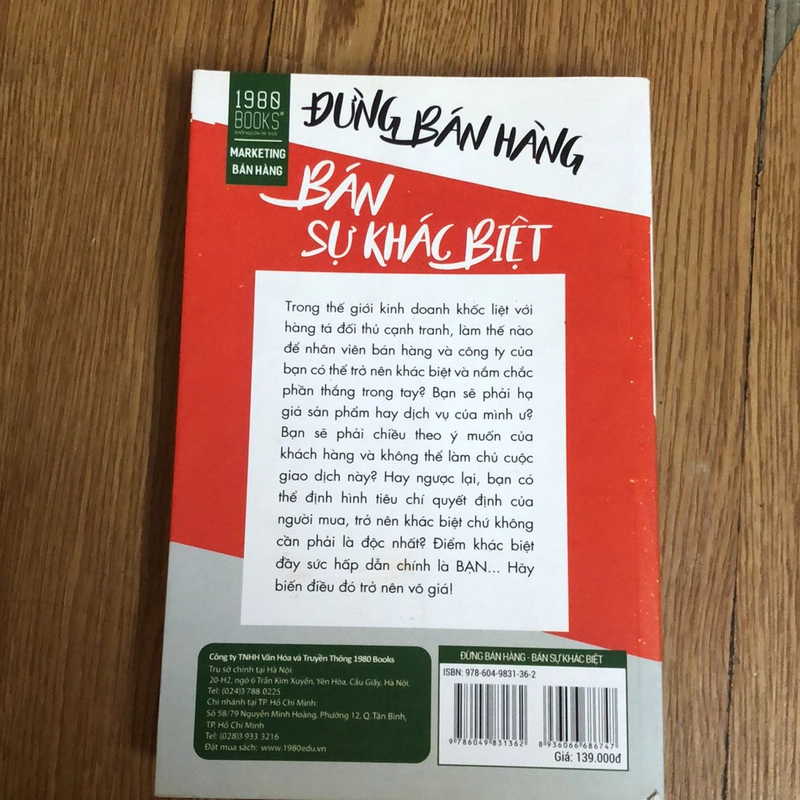 1980
BOOKS®
KHƠI NGUỒN TRI THỨC
MARKETING
BÁN HÀNG
ĐỪNG BÁN HÀNG
BÁN
SỰ KHÁC BIỆT
Trong thế giới kinh doanh khốc liệt với
hàng tá đối thủ cạnh tranh, làm thế nào
để nhân viên bán hàng và công ty của
bạn có thể trở nên khác biệt và nắm chắc
phần thắng trong tay? Bạn sẽ phải hạ
giá sản phẩm hay dịch vụ của mình ư?
Bạn sẽ phải chiều theo ý muốn của
khách hàng và không thể làm chủ cuộc
giao dịch này? Hay ngược lại, bạn có
thể định hình tiêu chí quyết định của
người mua, trở nên khác biệt chứ không
cần phải là độc nhất? Điểm khác biệt
đầy sức hấp dẫn chính là BẠN... Hãy
biến điều đó trở nên vô giá!
Công ty TNHH Văn Hóa và Truyền Thông 1980 Books
Trụ sở chính tại Hà Nội:
20-H2, ngõ 6 Trần Kim Xuyến, Yên Hòa, Cầu Giấy, Hà Nội.
Tel: (024)3 788 0225
Chi nhánh tại TP. Hồ Chí Minh:
Số 58/79 Nguyễn Minh Hoàng, Phường 12, Q.Tân Bình,
TP. Hồ Chí Minh
Tel: (028)3 933 3216
Đặt mua sách: www.1980edu.vn
ĐỪNG BÁN HÀNG - BÁN SỰ KHÁC BIỆT
ISBN: 978-604-9831-36-2
9 786049 831362
8 936066 686747
Giá: 139.000đ